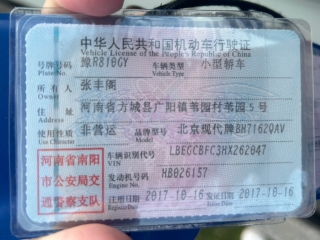 中华人民共和国机动车行驶证
Vehicle License of the People's Republic of China
号牌号码 豫R810GY 车辆类型 小型轿车
Plate No. Vehicle Type
所有人 张丰阁
Owner
住址 河南省方城县广阳镇苇园村苇园5号
Address
使用性质 非营运 品牌型号 北京现代牌BH7162QAV
Use Character Model
河南省南阳 车辆识别代号 LBECCBFC3HX262047
VIN
市公安局交 发动机号码 HB026157
Engine No.
通警察支队 注册日期 2017-10-16 发证日期 2017-10-16
Register Date Issue Date